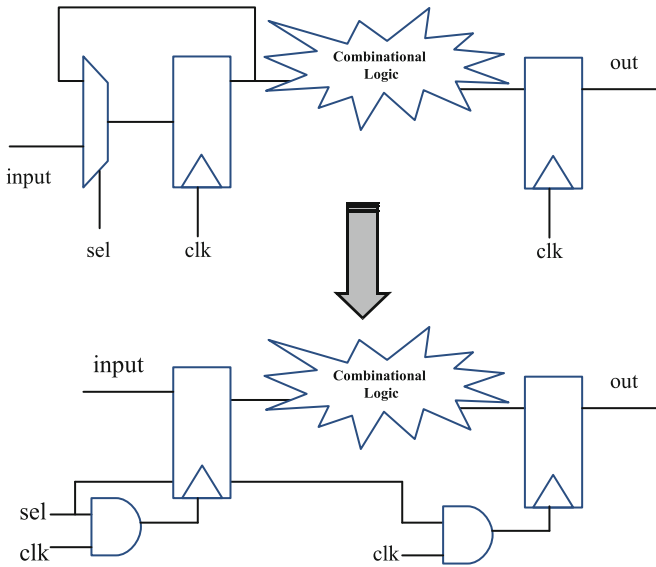 Combinational
Logic
out
input
sel
clk
clk
input
Combinational
Logic
out
sel
clk
clk